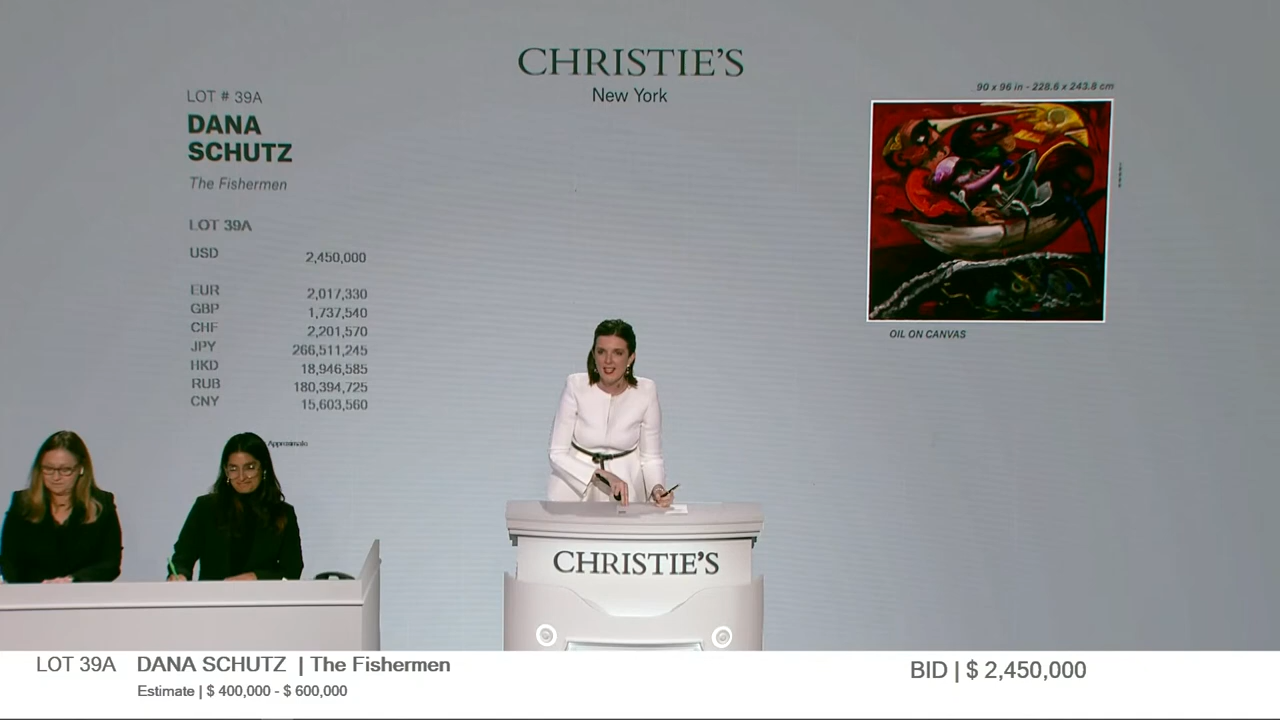 CHRISTIE'S
New York
LOT # 39A
DANA
SCHUTZ
The Fishermen
LOT 39A
USD 2,450,000
EUR 2,017,330
GBP 1,737,540
CHF 2,201,570
JPY 266,511,245
HKD 18,946,585
RUB 180,394,725
CNY 15,603,560
Approximate
90 x 96 in - 228.6 x 243.8 cm
OIL ON CANVAS
CHRISTIE'S
LOT 39A DANA SCHUTZ | The Fishermen
Estimate | $ 400,000 - $ 600,000
BID | $ 2,450,000